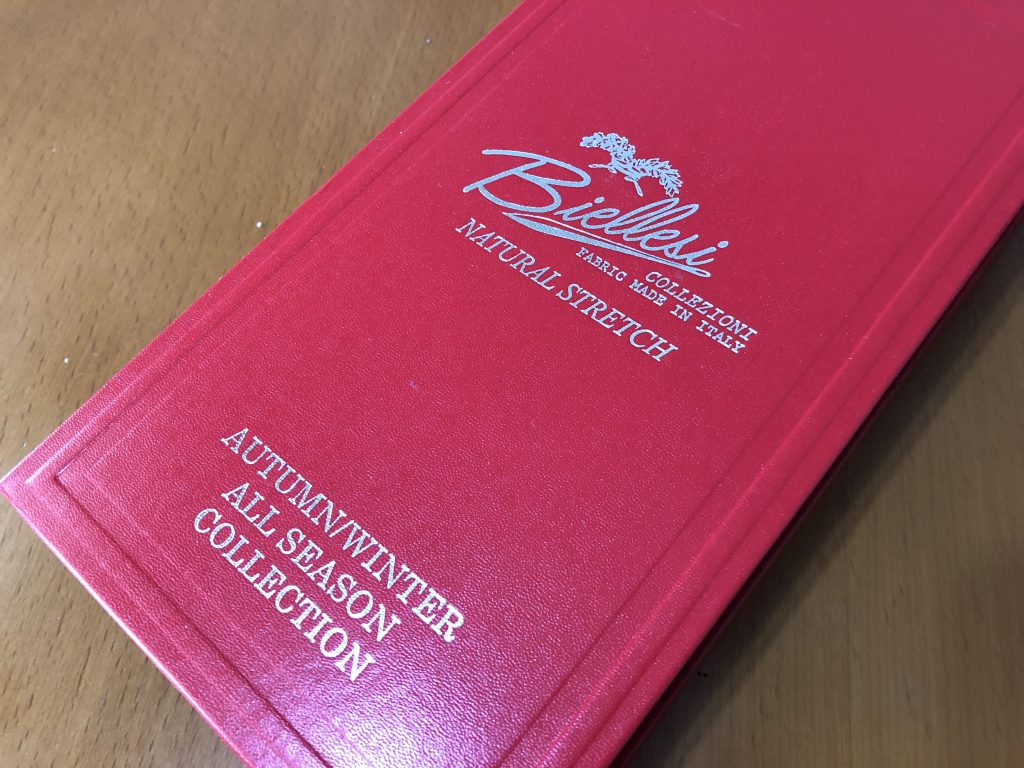 Biellesi
COLLEZIONI
FABRIC MADE IN ITALY
NATURAL STRETCH
AUTUMN/WINTER
ALL SEASON
COLLECTION